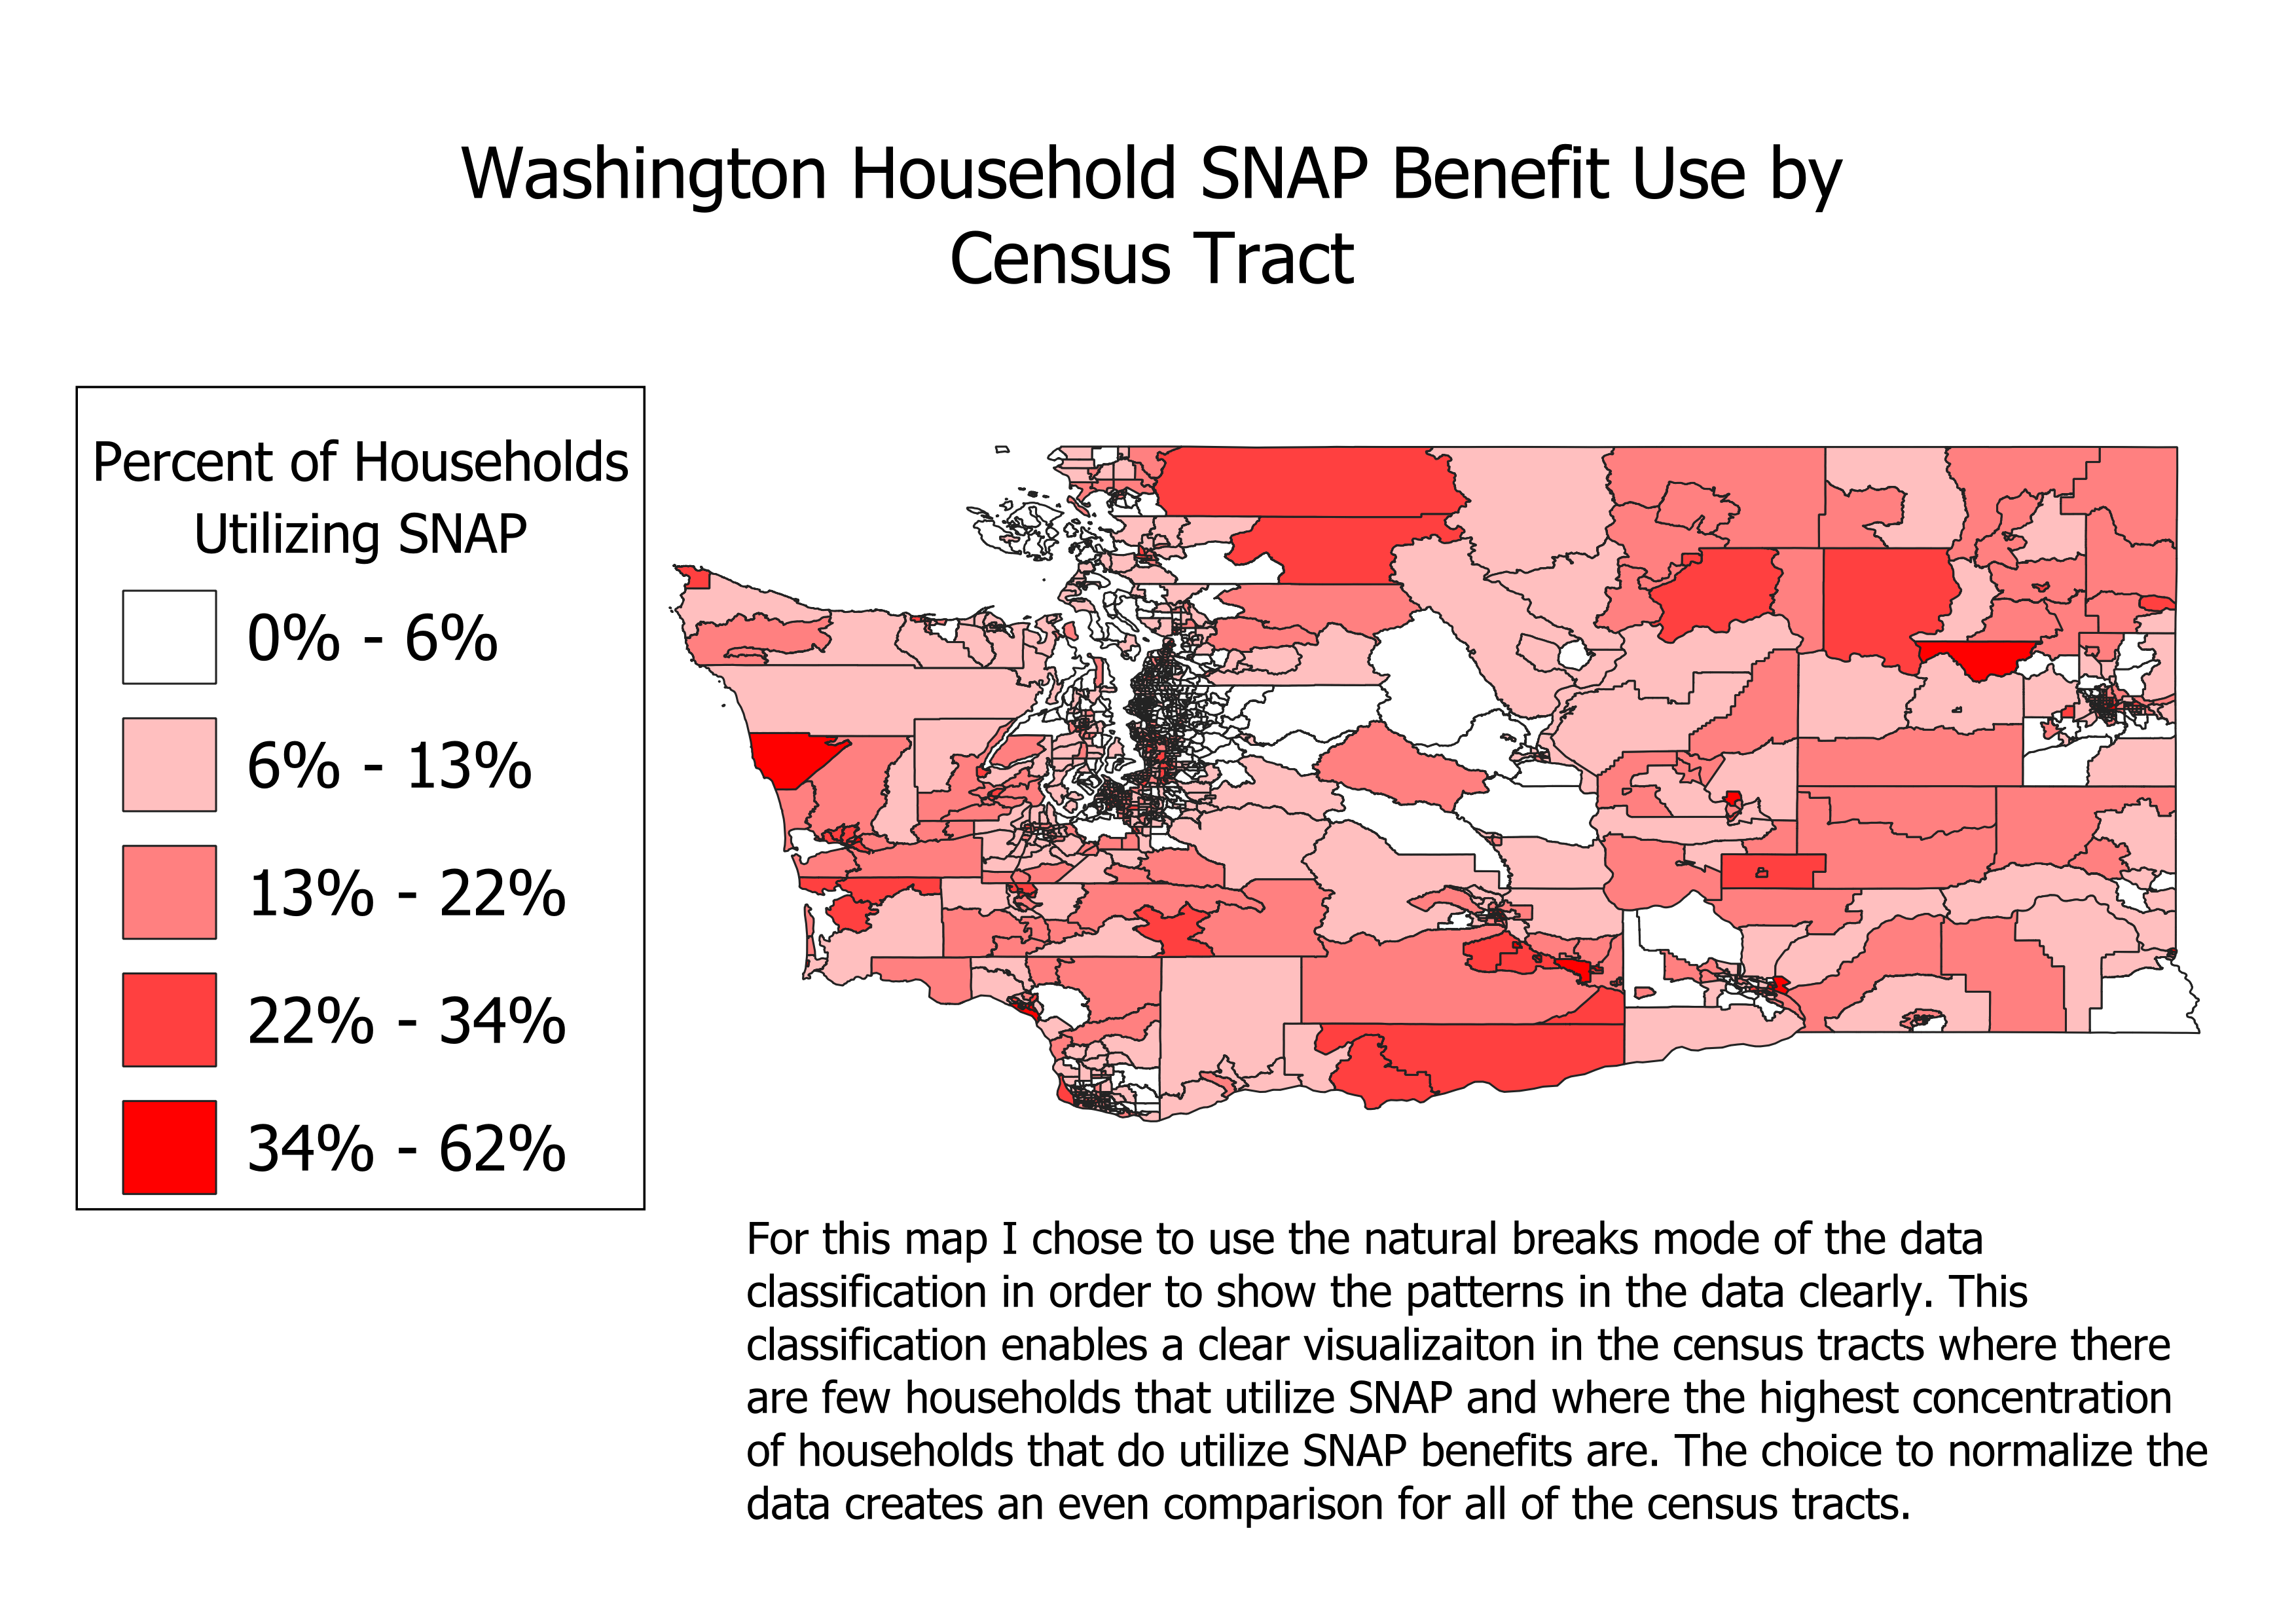 Washington Household SNAP Benefit Use by
Census Tract
Percent of Households
Utilizing SNAP
0% - 6%
6% - 13%
13% - 22%
22% - 34%
34% - 62%
For this map I chose to use the natural breaks mode of the data
classification in order to show the patterns in the data clearly. This
classification enables a clear visualizaiton in the census tracts where there
are few households that utilize SNAP and where the highest concentration
of households that do utilize SNAP benefits are. The choice to normalize the
data creates an even comparison for all of the census tracts.